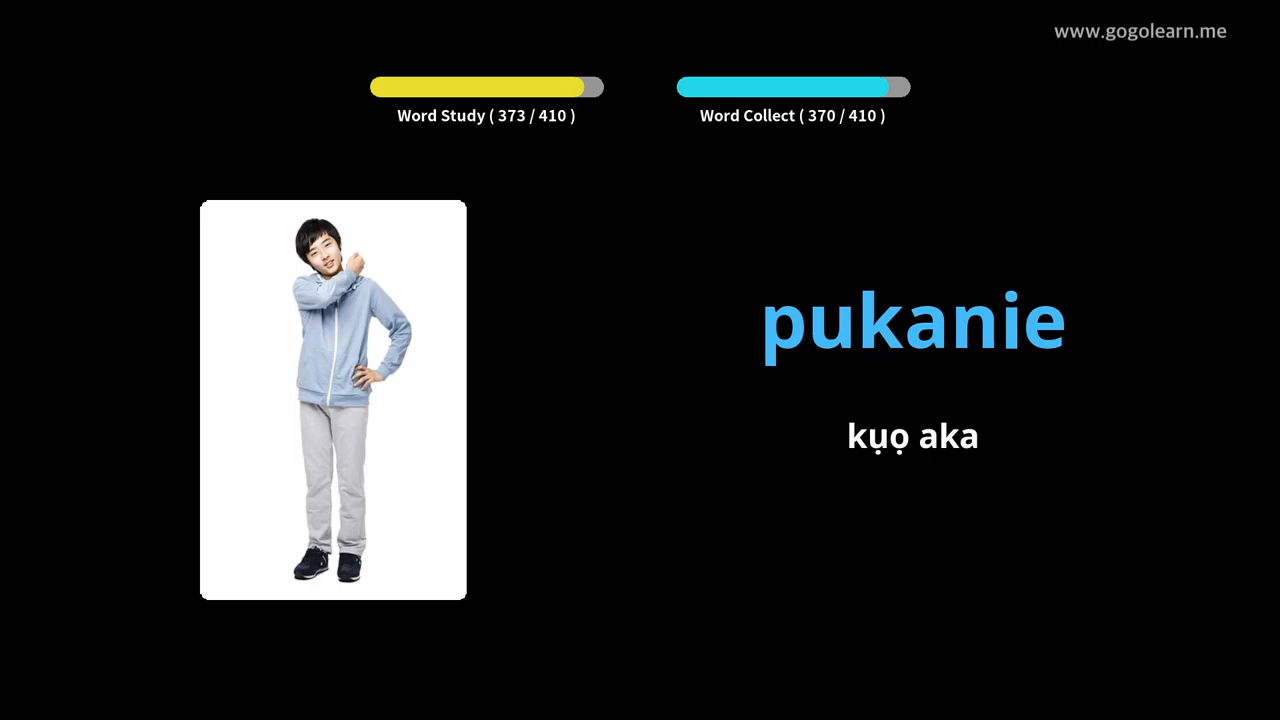 www.gogolearn.me
Word Study ( 373 / 410 )
Word Collect ( 370 / 410 )
pukanie
kụọ aka